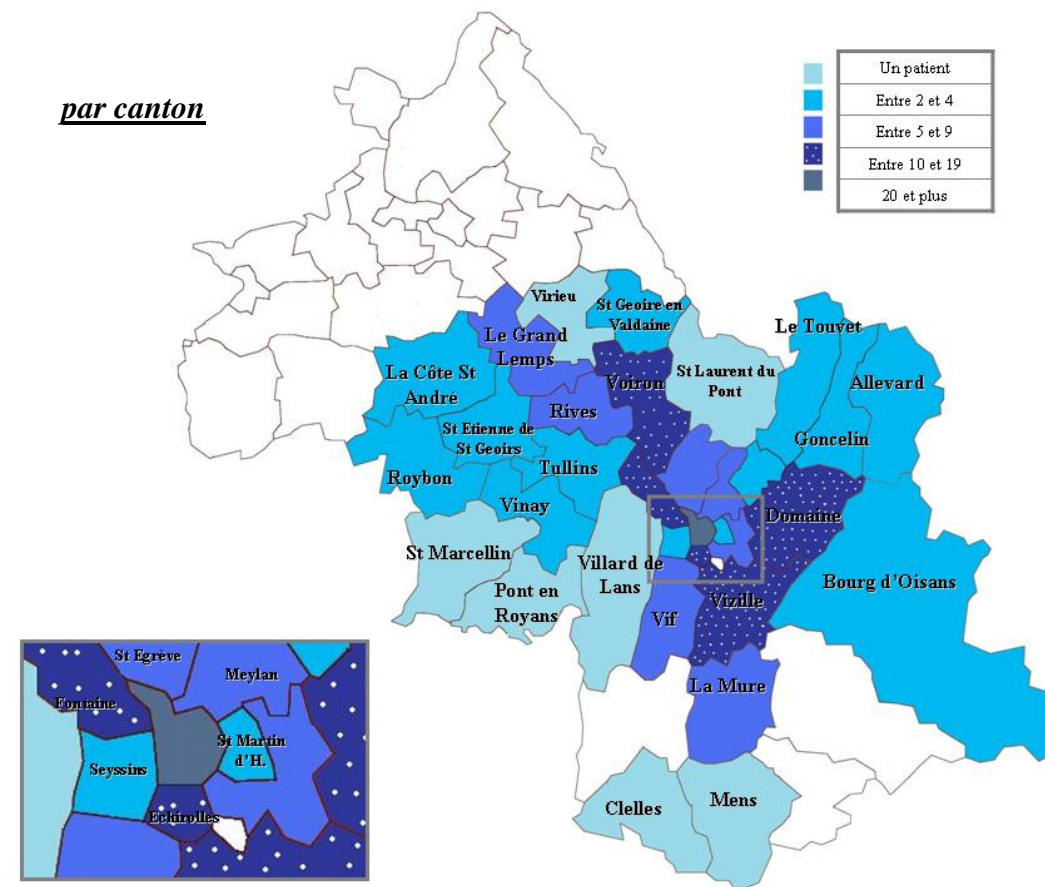 par canton
Un patient
Entre 2 et 4
Entre 5 et 9
Entre 10 et 19
20 et plus
Virieu
St Geoire en
Valdaine
Le Touvet
Le Grand
Lemps
La Côte St
André
Voiron
St Laurent du
Pont
Allevard
Rives
St Etienne de
St Geoirs
Goncelin
Tullins
Roybon
Vinay
Domaine
St Marcellin
Villard de
Lans
Bourg d'Oisans
Pont en
Royans
Vizille
Vif
La Mure
Clelles
Mens
St Egrève
Meylan
Fontaine
St Martin
d'H.
Seyssins
Echirolles